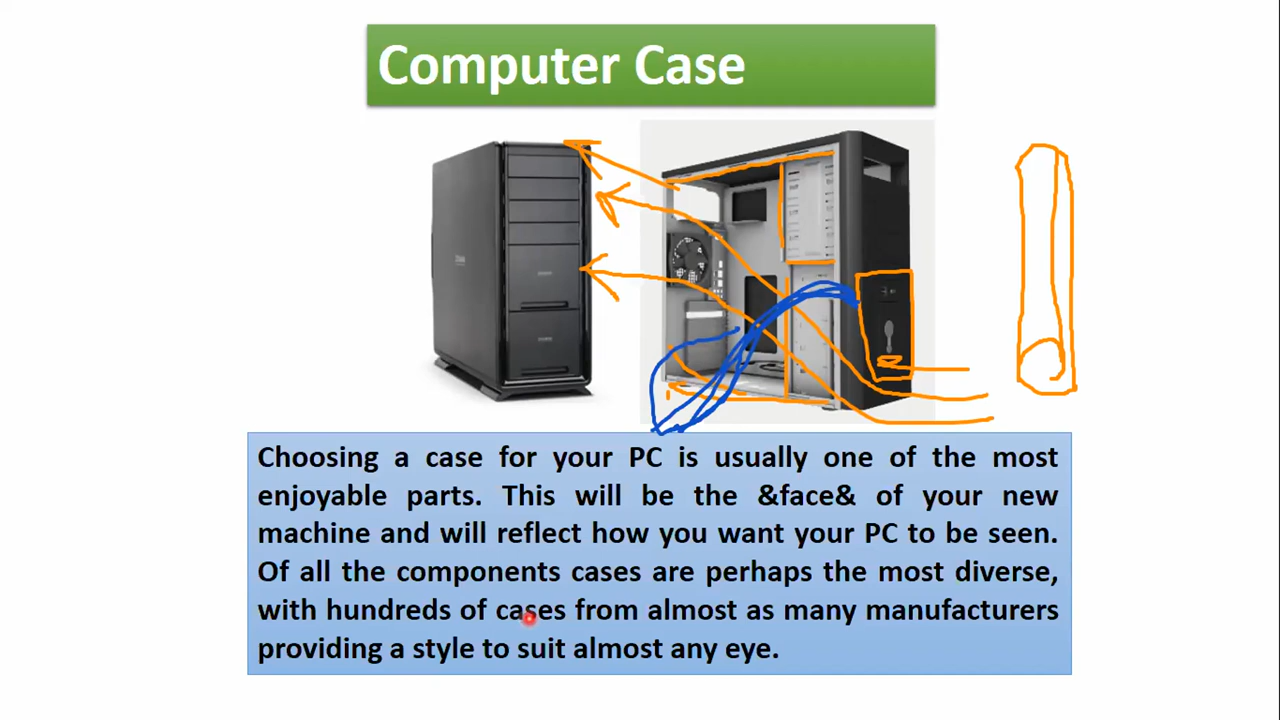 Computer Case
Choosing a case for your PC is usually one of the most
enjoyable parts. This will be the &face& of your new
machine and will reflect how you want your PC to be seen.
Of all the components cases are perhaps the most diverse,
with hundreds of cases from almost as many manufacturers
providing a style to suit almost any eye.